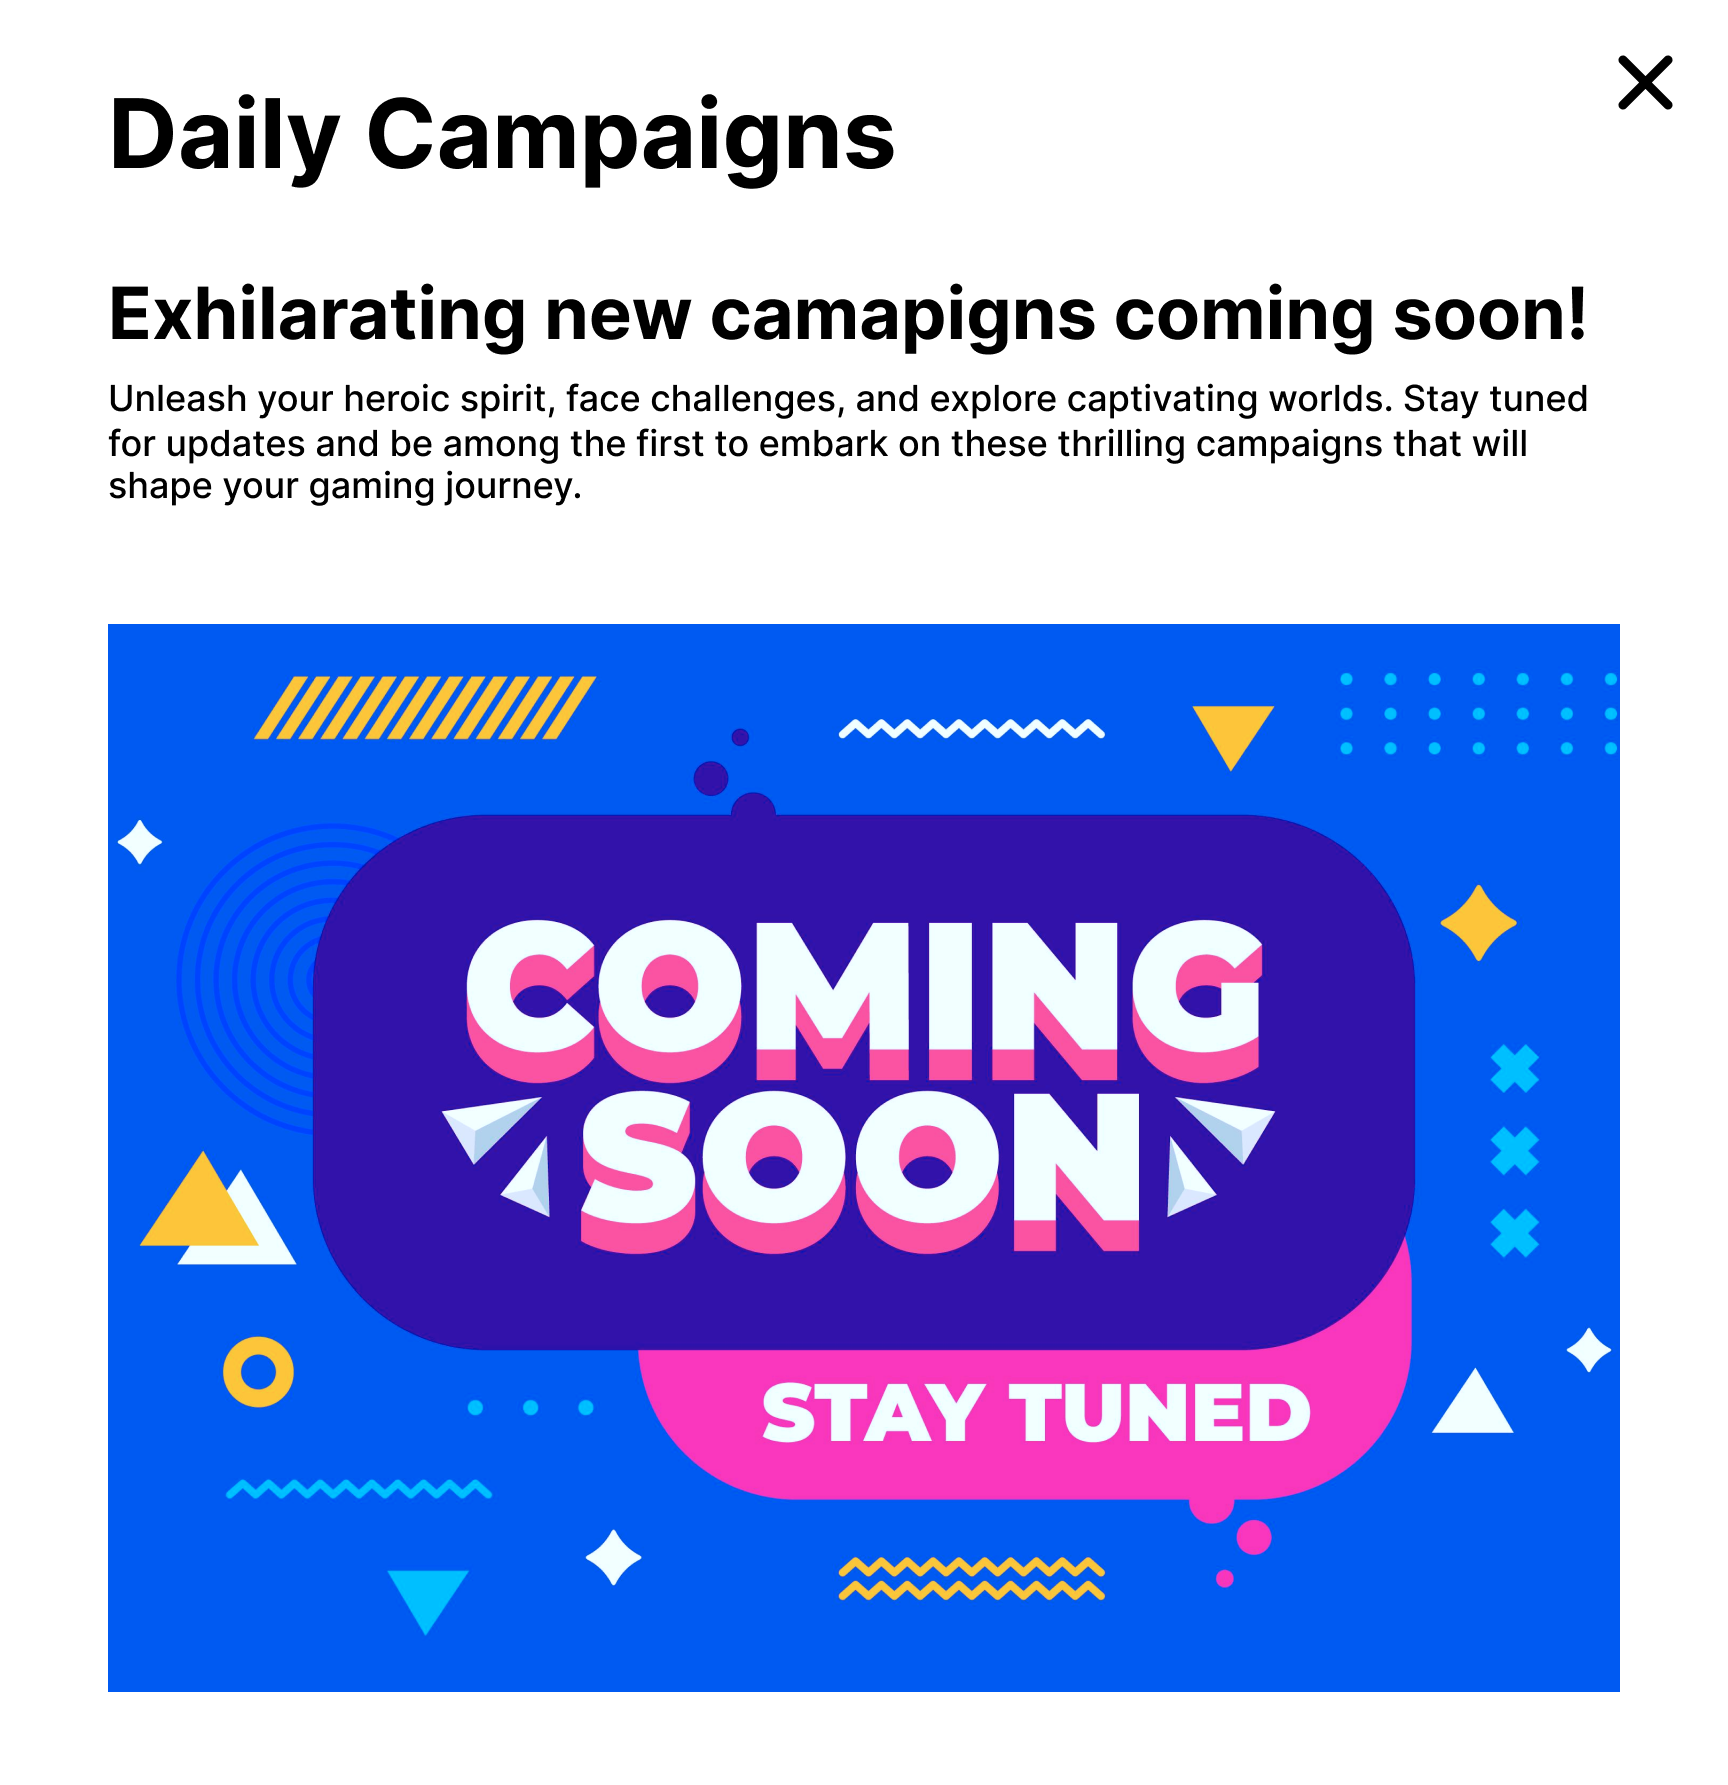 Daily Campaigns
Exhilarating new camapigns coming soon!
Unleash your heroic spirit, face challenges, and explore captivating worlds. Stay tuned
for updates and be among the first to embark on these thrilling campaigns that will
shape your gaming journey.
COMING
SOON
STAY TUNED